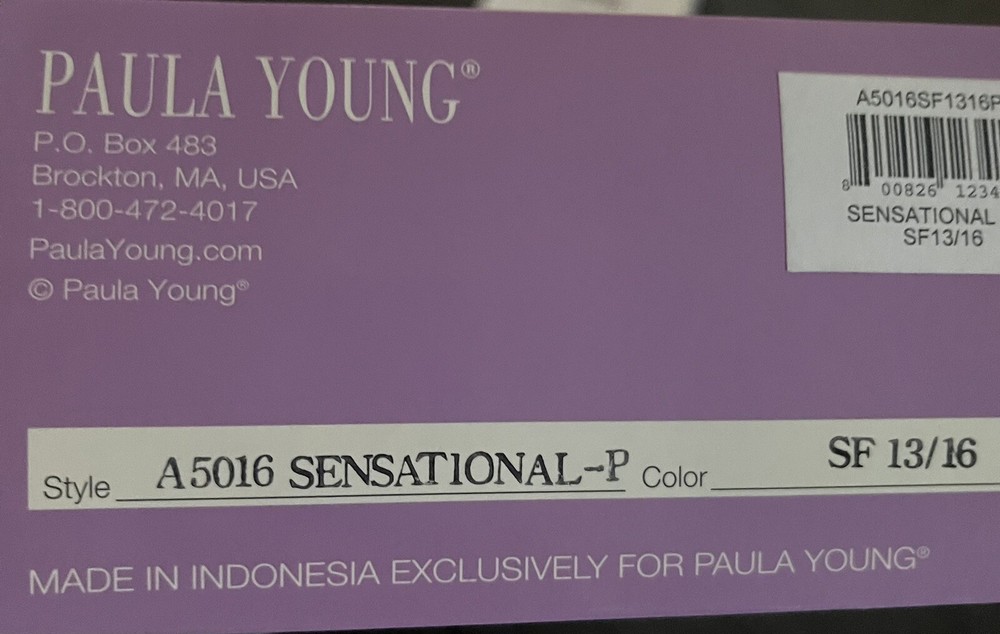 PAULA YOUNG®
P.O. Box 483
Brockton, MA, USA
1-800-472-4017
PaulaYoung.com
© Paula Young®
A5016SF1316P
8 00826 1234
SENSATIONAL
SF13/16
Style A5016 SENSATIONAL-P Color SF 13/16
MADE IN INDONESIA EXCLUSIVELY FOR PAULA YOUNG®